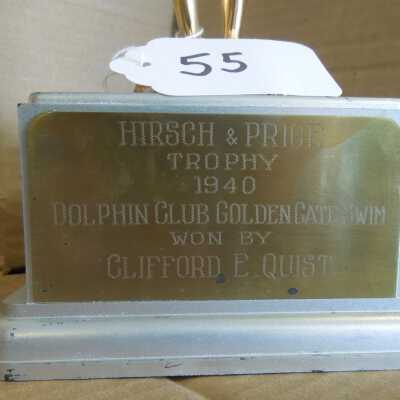 55
HIRSCH & PRICE
TROPHY
1940
DOLPHIN CLUB GOLDEN GATE SWIM
WON BY
CLIFFORD E. QUIST